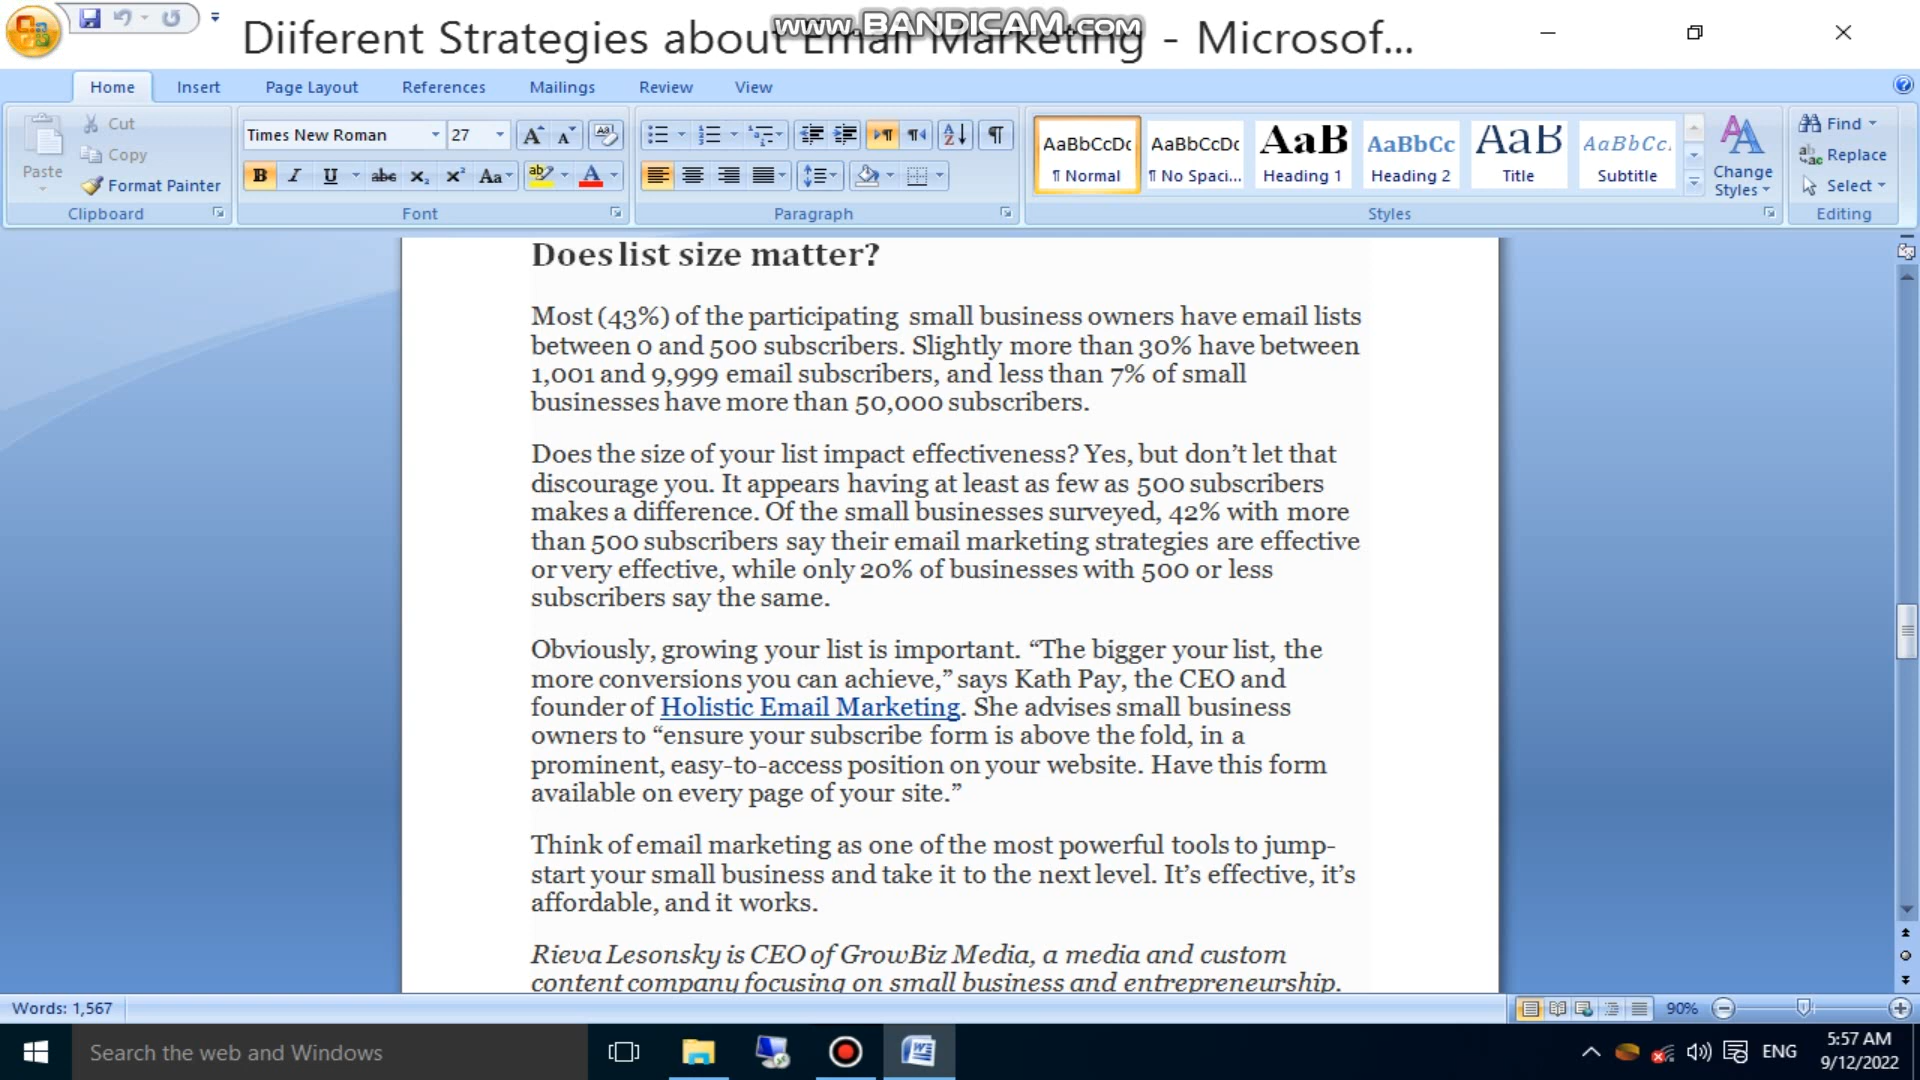 www.BANDICAM.com
Diiferent Strategies about Email Marketing - Microsof...
Home Insert Page Layout References Mailings Review View
Paste
Cut
Copy
Format Painter
Clipboard
Times New Roman 27
Font
Paragraph
AaBbCcDc AaBbCcDc AaB AaBbCc AaB AaBbCc.
¶ Normal ¶ No Spaci... Heading 1 Heading 2 Title Subtitle
Change
Styles
Styles
Find
Replace
Select
Editing
Does list size matter?
Most (43%) of the participating small business owners have email lists
between 0 and 500 subscribers. Slightly more than 30% have between
1,001 and 9,999 email subscribers, and less than 7% of small
businesses have more than 50,000 subscribers.
Does the size of your list impact effectiveness? Yes, but don’t let that
discourage you. It appears having at least as few as 500 subscribers
makes a difference. Of the small businesses surveyed, 42% with more
than 500 subscribers say their email marketing strategies are effective
or very effective, while only 20% of businesses with 500 or less
subscribers say the same.
Obviously, growing your list is important. “The bigger your list, the
more conversions you can achieve,” says Kath Pay, the CEO and
founder of Holistic Email Marketing. She advises small business
owners to “ensure your subscribe form is above the fold, in a
prominent, easy-to-access position on your website. Have this form
available on every page of your site.”
Think of email marketing as one of the most powerful tools to jump-
start your small business and take it to the next level. It’s effective, it’s
affordable, and it works.
Rieva Lesonsky is CEO of GrowBiz Media, a media and custom
content company focusing on small business and entrepreneurship.
Words: 1,567
90%
Search the web and Windows
ENG
5:57 AM
9/12/2022